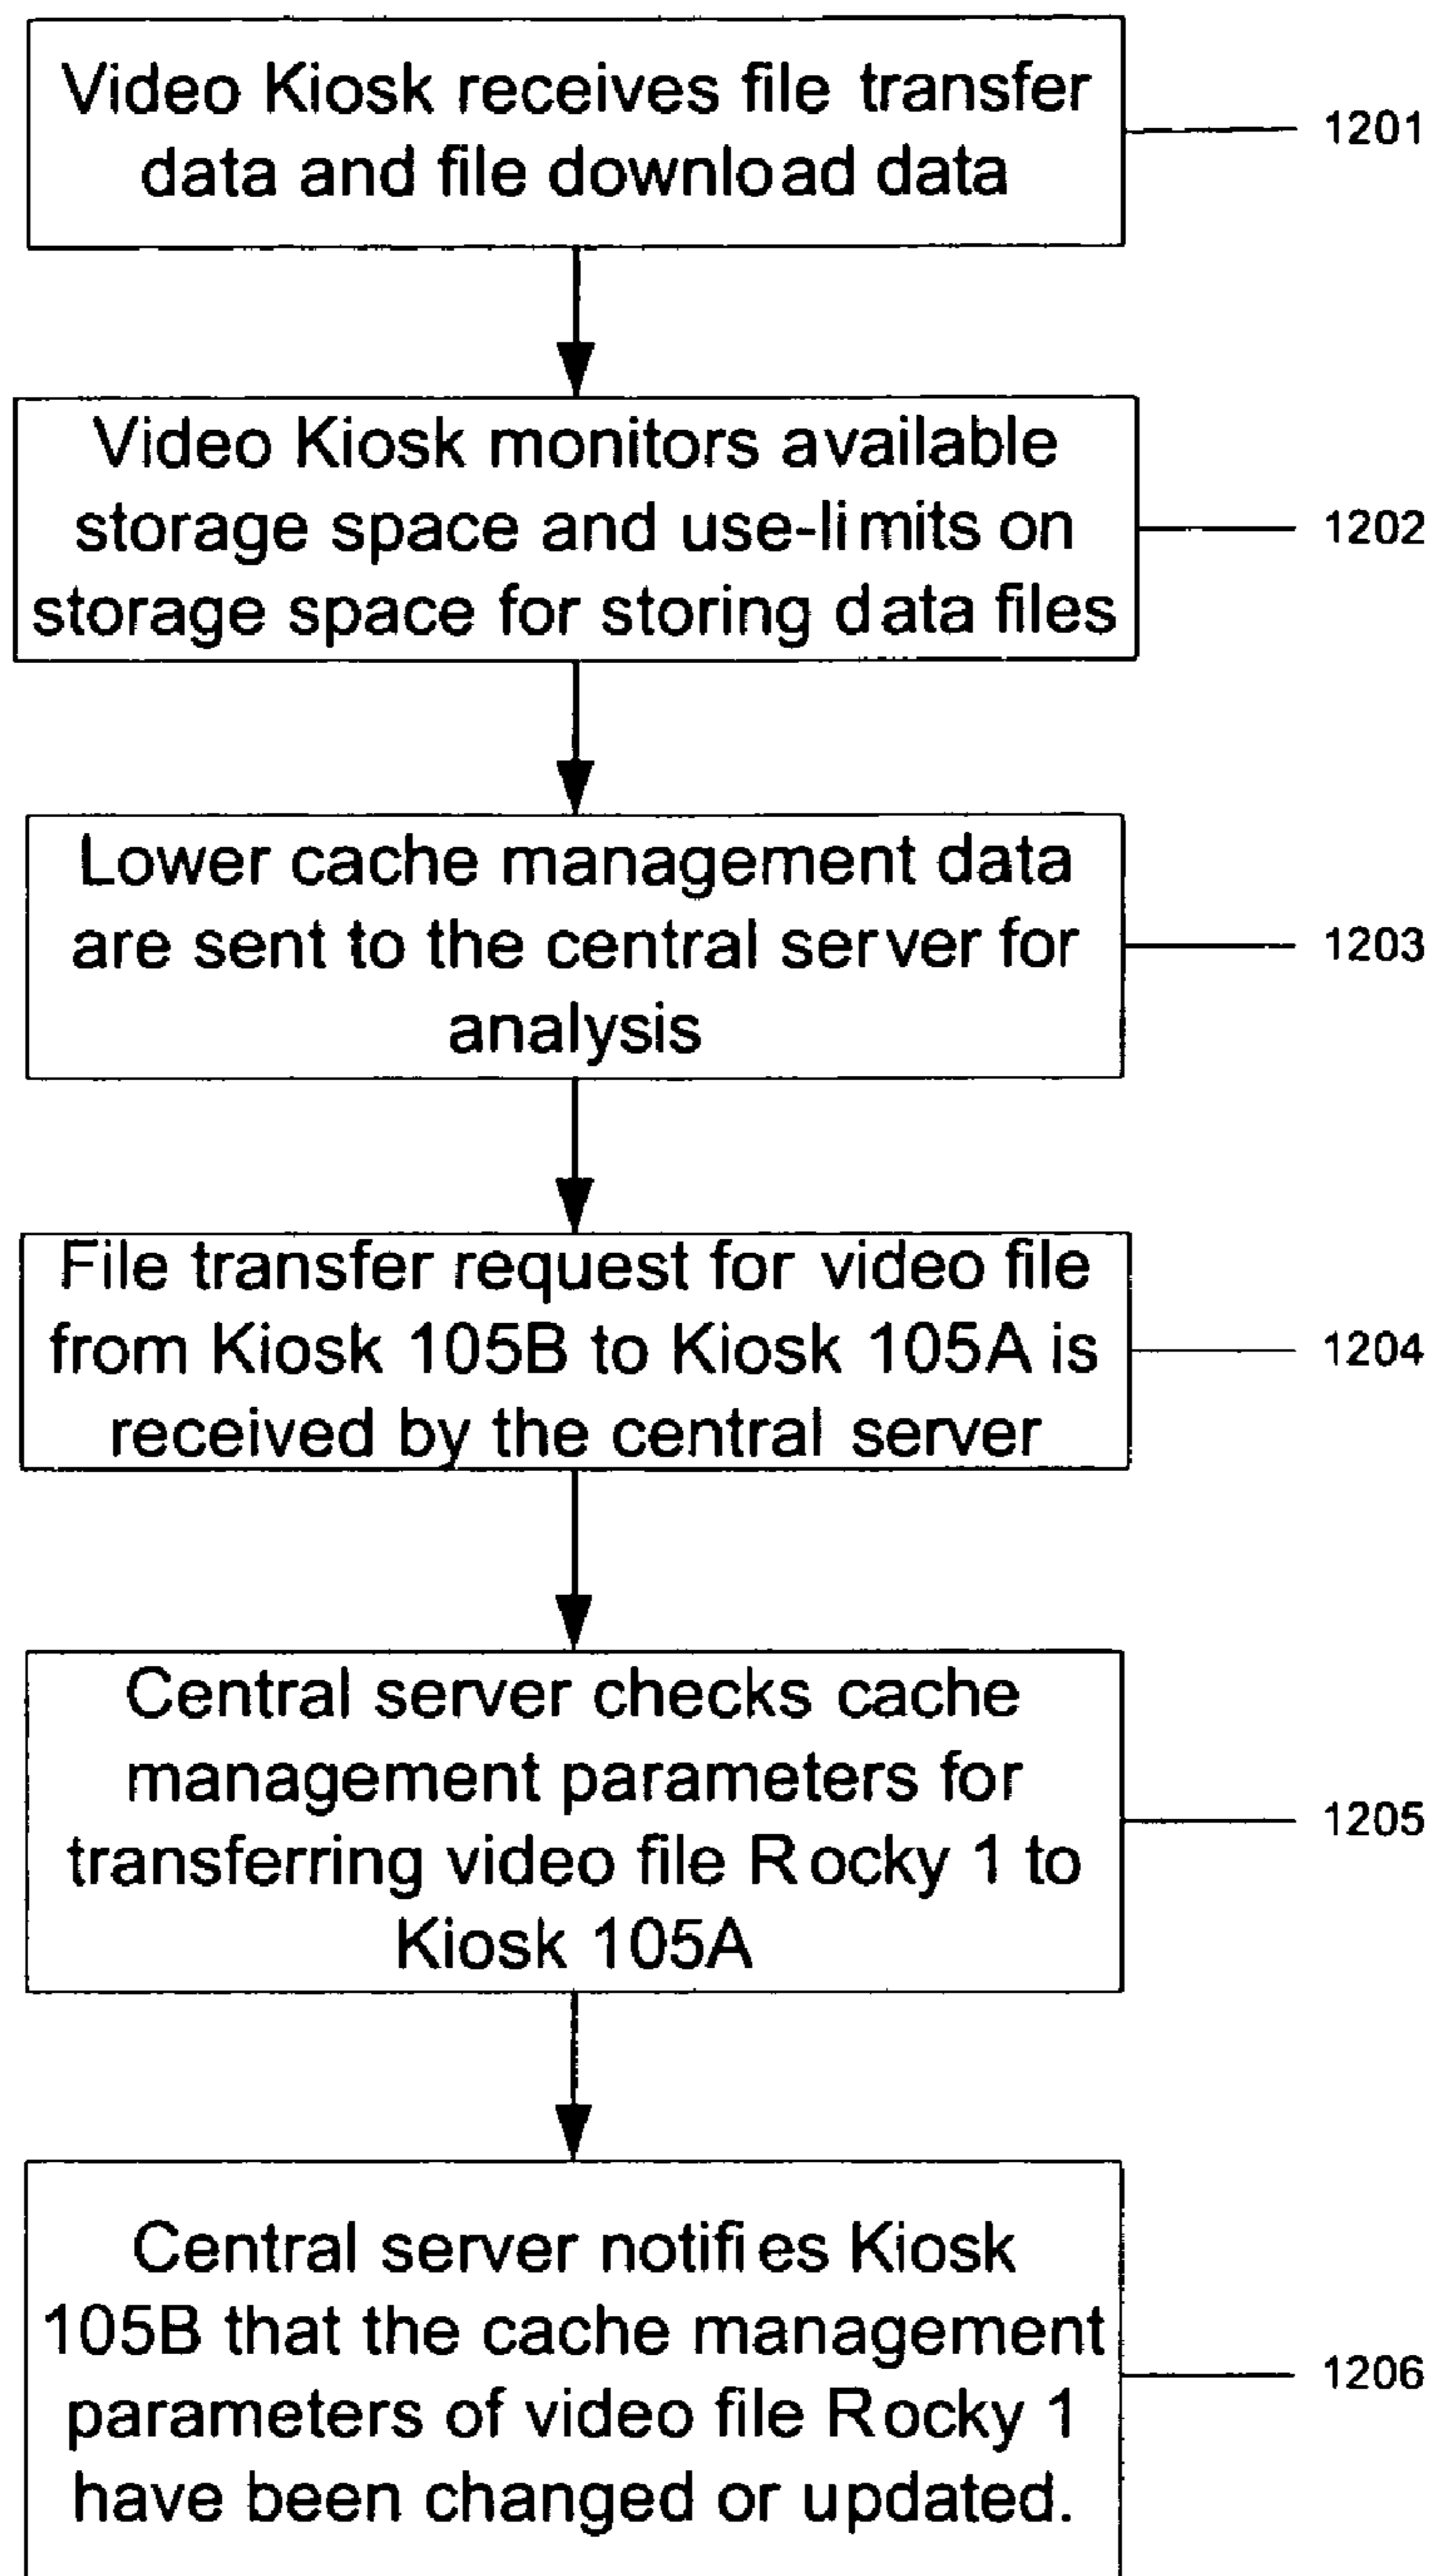 Video Kiosk receives file transfer
data and file download data
1201
Video Kiosk monitors available
storage space and use-limits on
storage space for storing data files
1202
Lower cache management data
are sent to the central server for
analysis
1203
File transfer request for video file
from Kiosk 105B to Kiosk 105A is
received by the central server
1204
Central server checks cache
management parameters for
transferring video file Rocky 1 to
Kiosk 105A
1205
Central server notifies Kiosk
105B that the cache management
parameters of video file Rocky 1
have been changed or updated.
1206